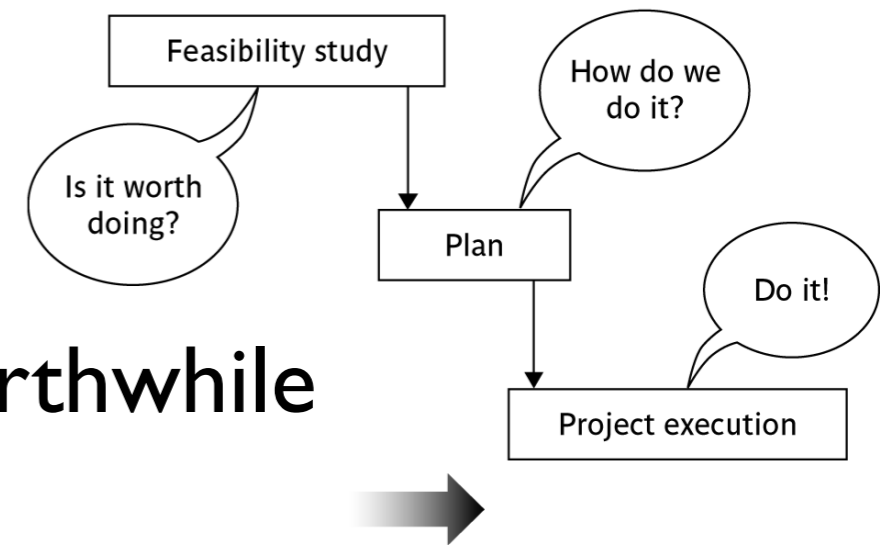 Feasibility study
How do we
do it?
Is it worth
doing?
Plan
Do it!
rthwhile
Project execution